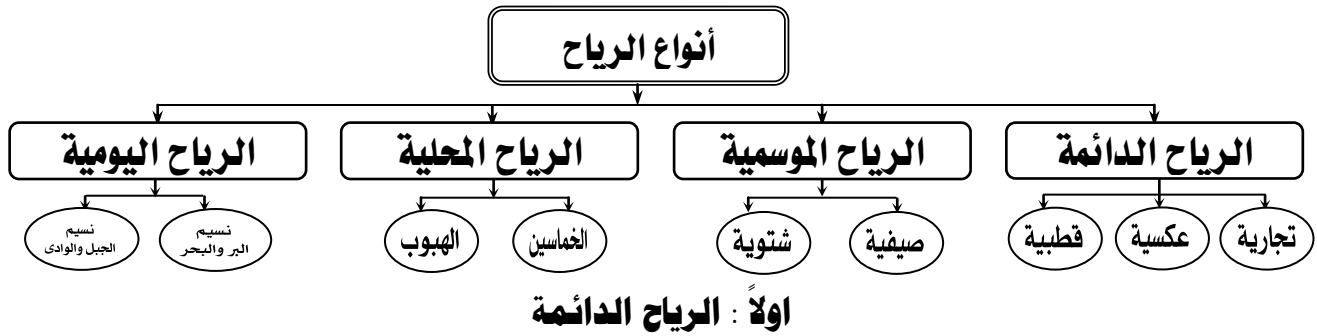 أنواع الرياح
الرياح الدائمة
الرياح الموسمية
الرياح المحلية
الرياح اليومية
تجارية
عكسية
قطبية
صيفية
شتوية
الخماسين
الهبوب
نسيم
البر والبحر
نسيم
الجبل والوادى
اولاً : الرياح الدائمة